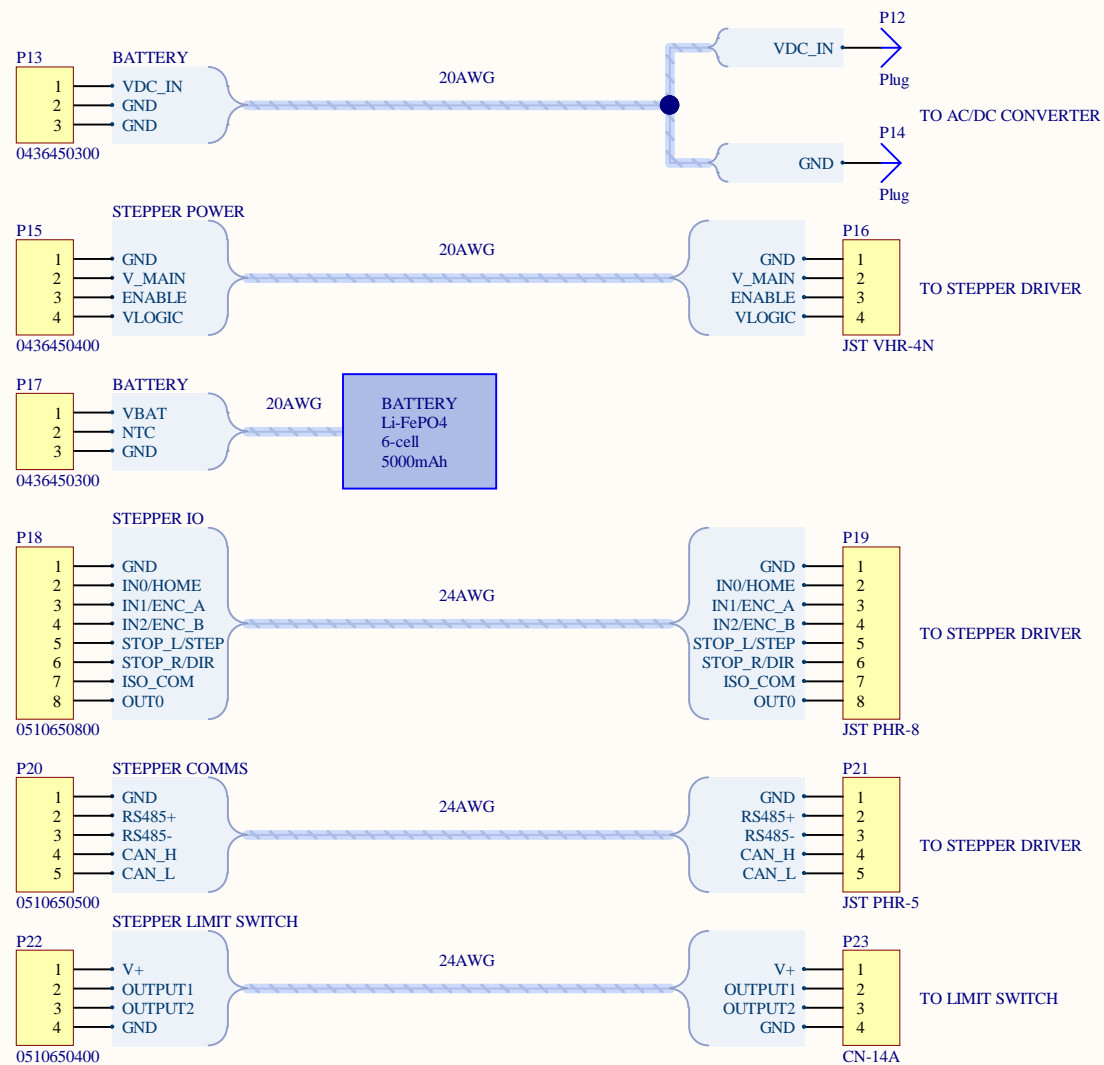 P13 BATTERY
1 VDC_IN
2 GND
3 GND
0436450300
20AWG
P12
VDC_IN
Plug
TO AC/DC CONVERTER
P14
GND
Plug
STEPPER POWER
P15
1 GND
2 V_MAIN
3 ENABLE
4 VLOGIC
0436450400
20AWG
P16
GND 1
V_MAIN 2
ENABLE 3
VLOGIC 4
JST VHR-4N
TO STEPPER DRIVER
P17 BATTERY
1 VBAT
2 NTC
3 GND
0436450300
20AWG
BATTERY
Li-FePO4
6-cell
5000mAh
STEPPER IO
P18
1 GND
2 IN0/HOME
3 IN1/ENC_A
4 IN2/ENC_B
5 STOP_L/STEP
6 STOP_R/DIR
7 ISO_COM
8 OUT0
0510650800
24AWG
P19
GND 1
IN0/HOME 2
IN1/ENC_A 3
IN2/ENC_B 4
STOP_L/STEP 5
STOP_R/DIR 6
ISO_COM 7
OUT0 8
JST PHR-8
TO STEPPER DRIVER
P20 STEPPER COMMS
1 GND
2 RS485+
3 RS485-
4 CAN_H
5 CAN_L
0510650500
24AWG
P21
GND 1
RS485+ 2
RS485- 3
CAN_H 4
CAN_L 5
JST PHR-5
TO STEPPER DRIVER
STEPPER LIMIT SWITCH
P22
1 V+
2 OUTPUT1
3 OUTPUT2
4 GND
0510650400
24AWG
P23
V+ 1
OUTPUT1 2
OUTPUT2 3
GND 4
CN-14A
TO LIMIT SWITCH